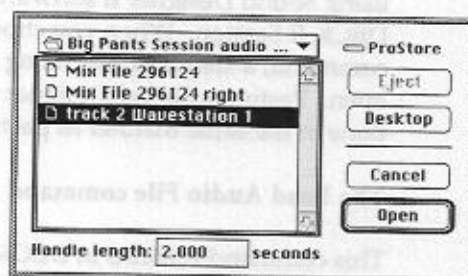 Big Pants Session audio ...
ProStore
Mix File 296124
Mix File 296124 right
track 2 Wavestation 1
Eject
Desktop
Cancel
Open
Handle length: 2.000 seconds